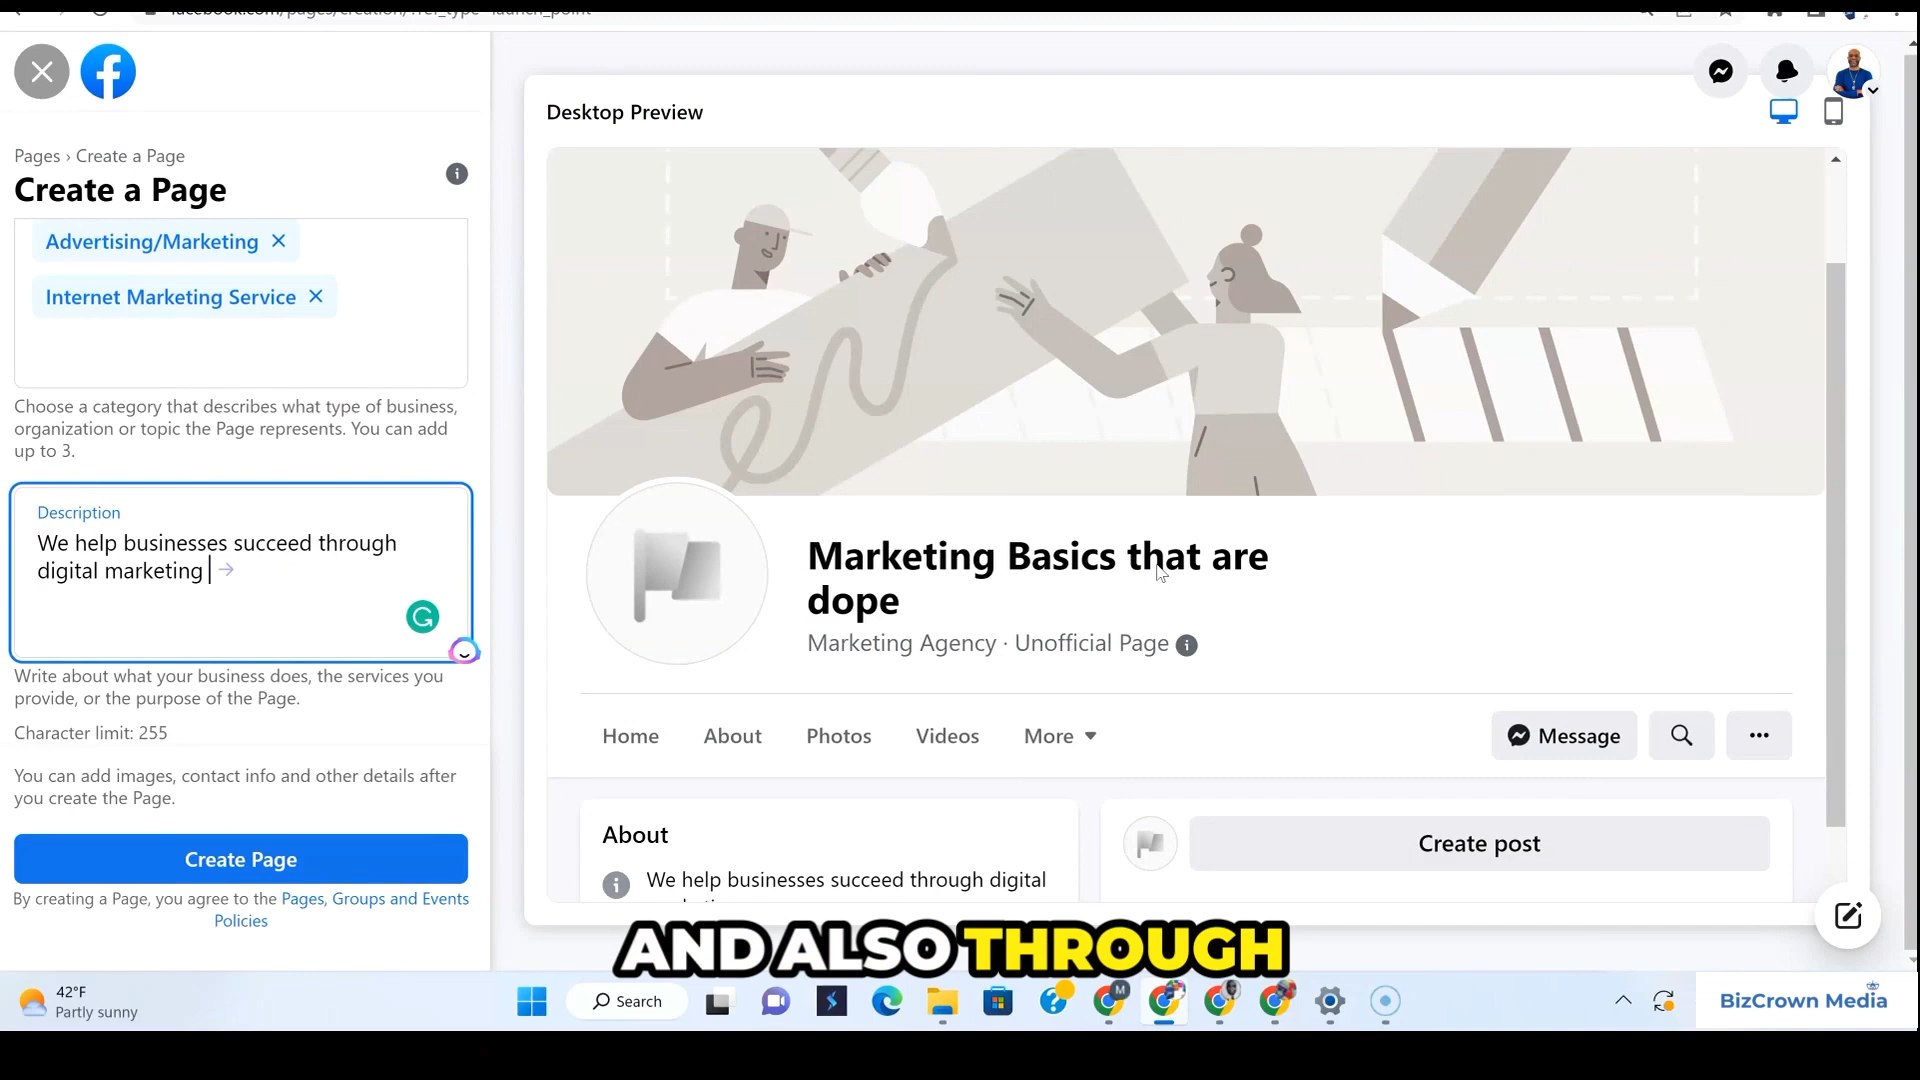 facebook.com/pages/creation/?ref_type=launch_point
Desktop Preview
Pages › Create a Page
Create a Page
Advertising/Marketing
Internet Marketing Service
Choose a category that describes what type of business,
organization or topic the Page represents. You can add
up to 3.
Description
We help businesses succeed through
digital marketing
Write about what your business does, the services you
provide, or the purpose of the Page.
Character limit: 255
You can add images, contact info and other details after
you create the Page.
Create Page
By creating a Page, you agree to the Pages, Groups and Events
Policies
Marketing Basics that are
dope
Marketing Agency · Unofficial Page
Home About Photos Videos More
Message
About
We help businesses succeed through digital
Create post
AND ALSO THROUGH
42°F
Partly sunny
Search
M
BizCrown Media